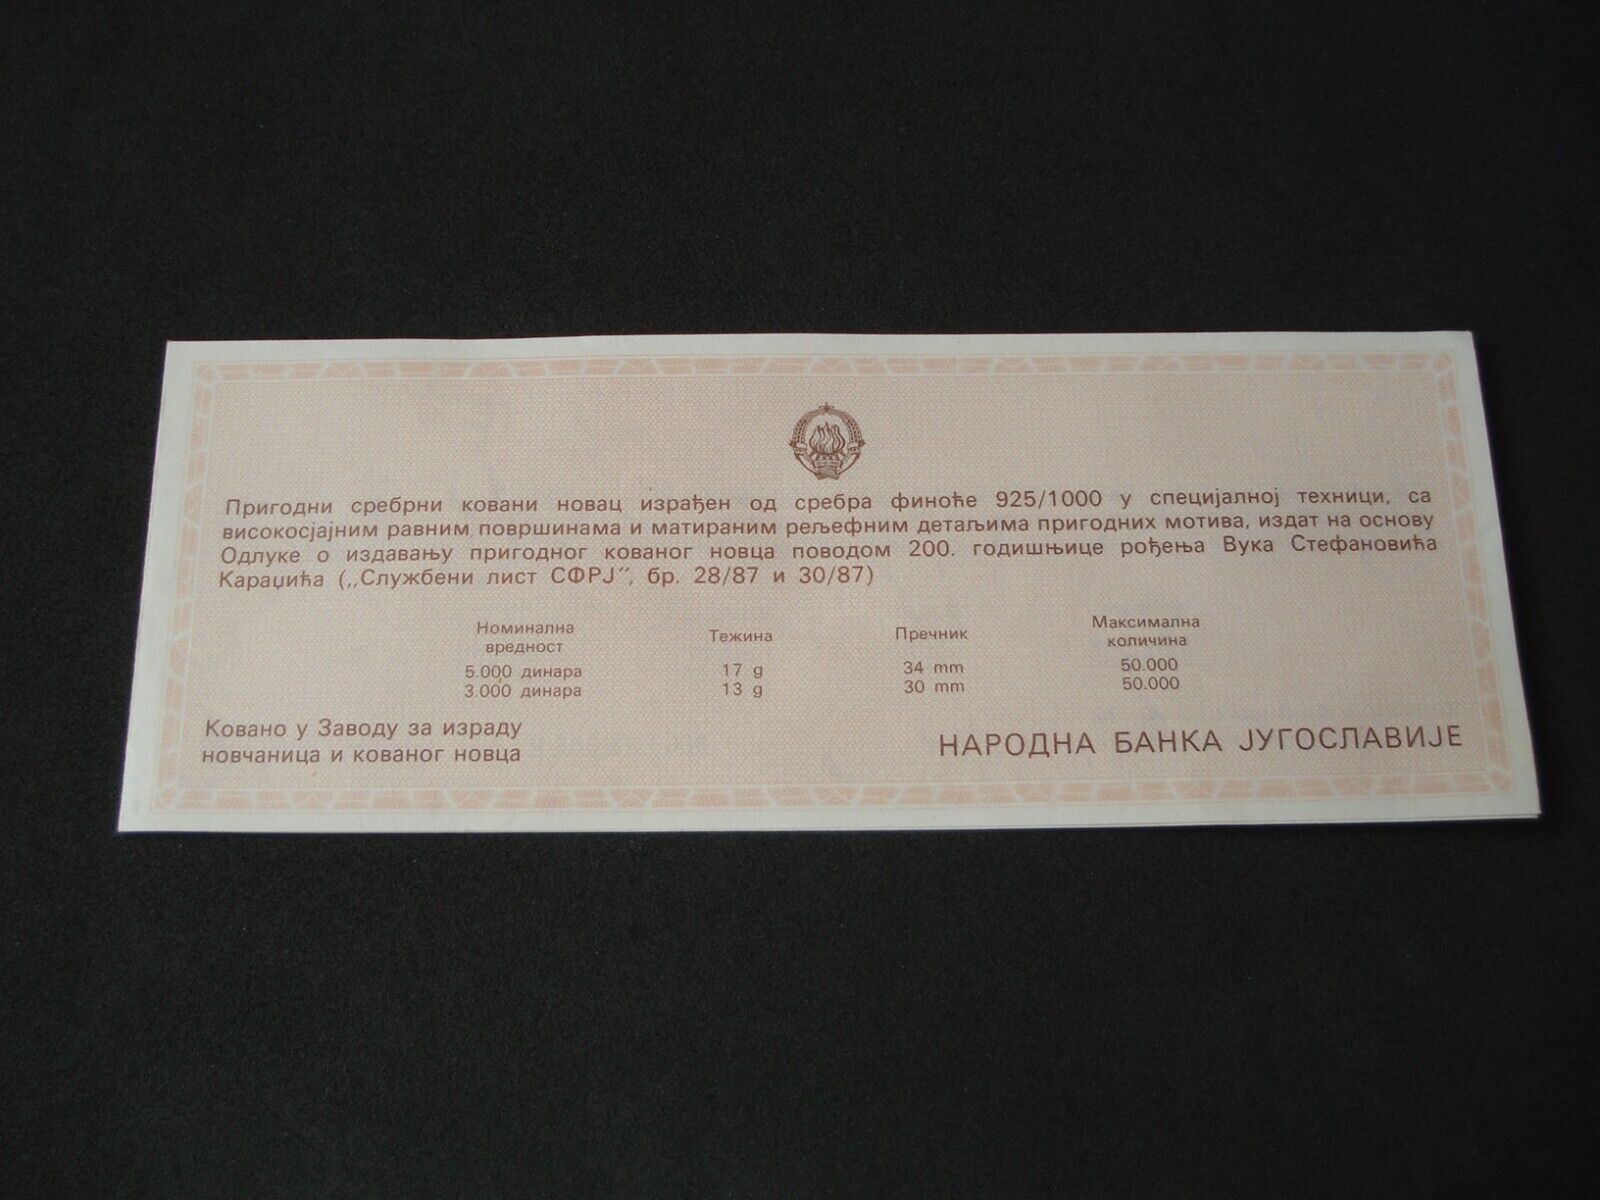 Пригодни сребрни ковани новац израђен од сребра финоће 925/1000 у специјалној техници, са
високосјајним равним површинама и матираним рељефним детаљима пригодних мотива, издат на основу
Одлуке о издавању пригодног кованог новца поводом 200. годишњице рођења Вука Стефановића
Караџића („Службени лист СФРЈ", бр. 28/87 и 30/87)
Номинална вредност Тежина Пречник Максимална количина
5.000 динара 17 g 34 mm 50.000
3.000 динара 13 g 30 mm 50.000
Ковано у Заводу за израду
новчаница и кованог новца
НАРОДНА БАНКА ЈУГОСЛАВИЈЕ